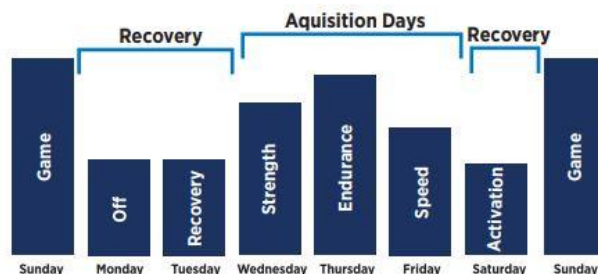 Aquisition Days
Recovery
Recovery
Game
Off
Recovery
Strength
Endurance
Speed
Activation
Game
Sunday Monday Tuesday Wednesday Thursday Friday Saturday Sunday